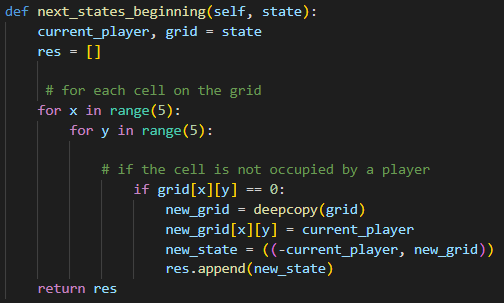 def next_states_beginning(self, state):
    current_player, grid = state
    res = []

     # for each cell on the grid
    for x in range(5):
        for y in range(5):

            # if the cell is not occupied by a player
                if grid[x][y] == 0:
                    new_grid = deepcopy(grid)
                    new_grid[x][y] = current_player
                    new_state = ((-current_player, new_grid))
                    res.append(new_state)
    return res